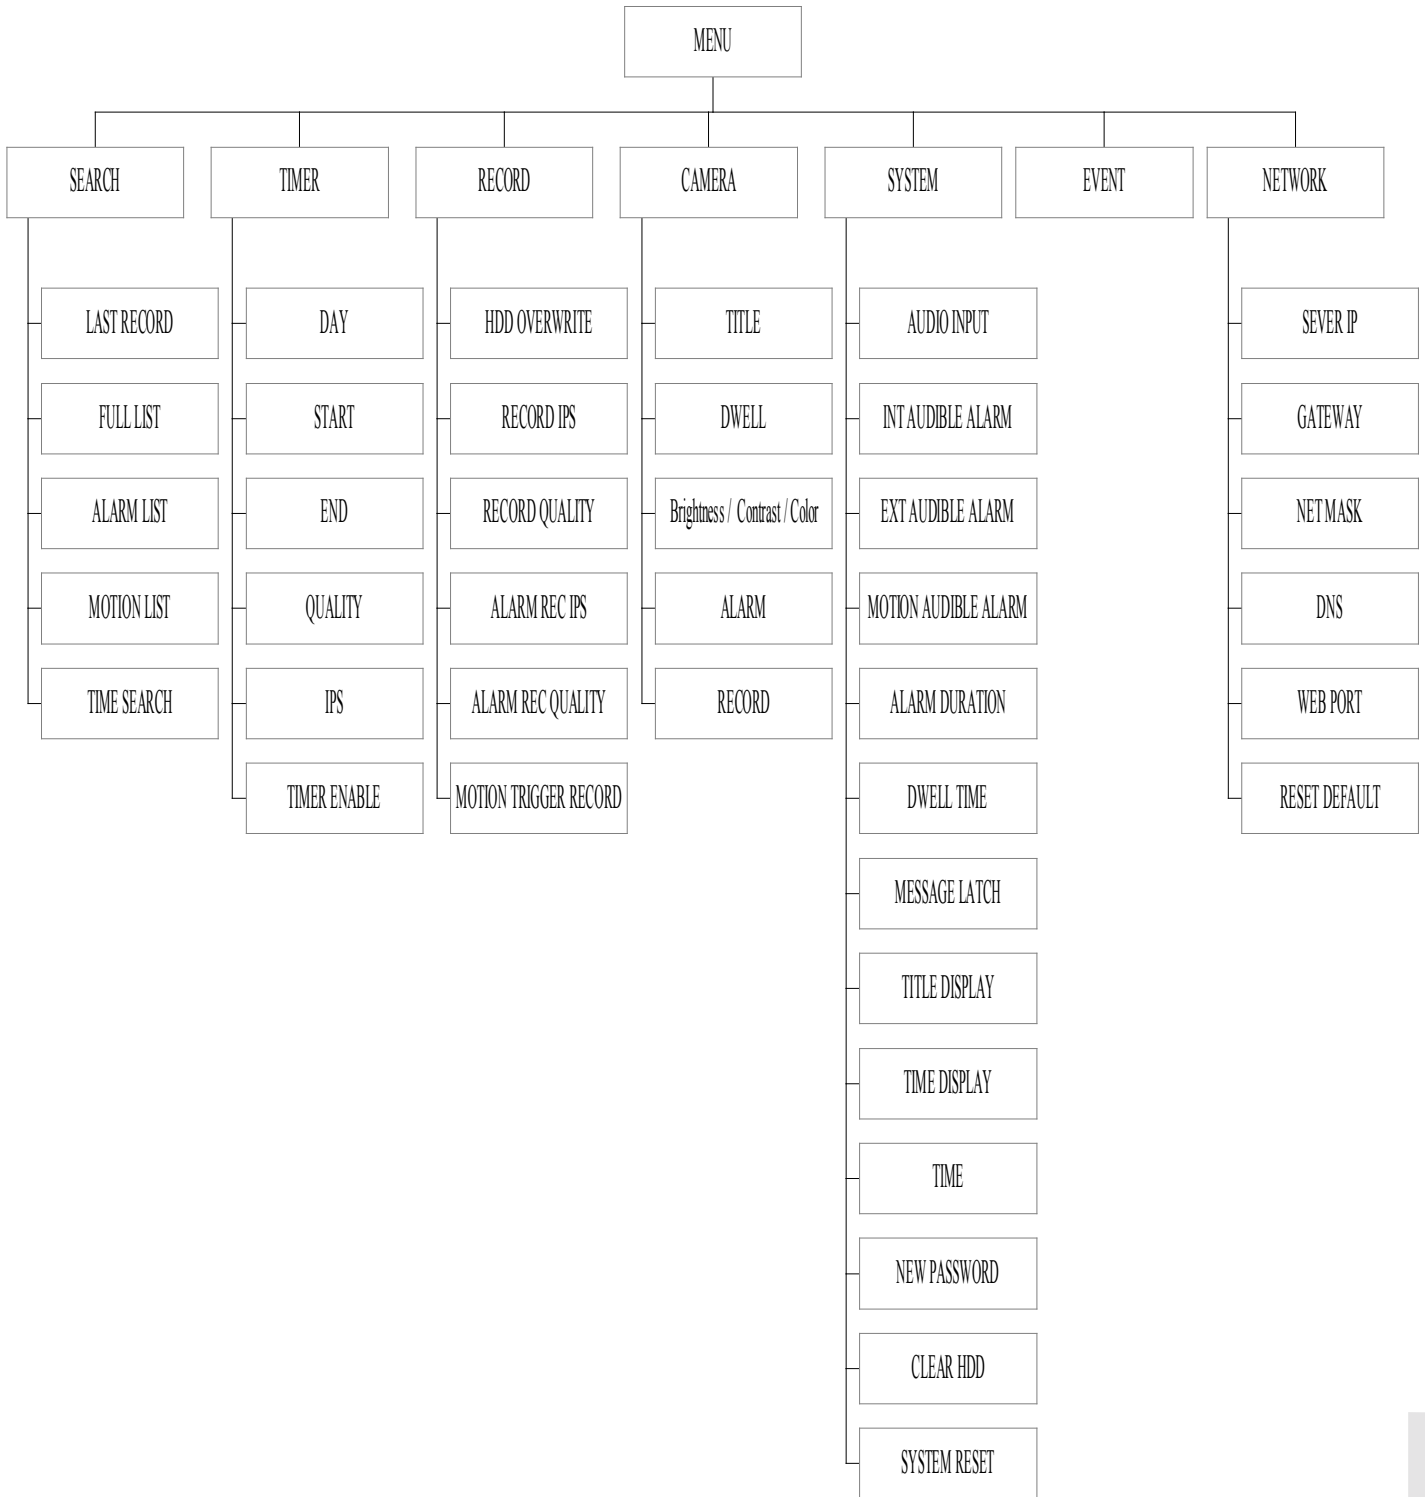 MENU
SEARCH
TIMER
RECORD
CAMERA
SYSTEM
EVENT
NETWORK
LAST RECORD
FULL LIST
ALARM LIST
MOTION LIST
TIME SEARCH
DAY
START
END
QUALITY
IPS
TIMER ENABLE
HDD OVERWRITE
RECORD IPS
RECORD QUALITY
ALARM REC IPS
ALARM REC QUALITY
MOTION TRIGGER RECORD
TITLE
DWELL
Brightness / Contrast / Color
ALARM
RECORD
AUDIO INPUT
INT AUDIBLE ALARM
EXT AUDIBLE ALARM
MOTION AUDIBLE ALARM
ALARM DURATION
DWELL TIME
MESSAGE LATCH
TITLE DISPLAY
TIME DISPLAY
TIME
NEW PASSWORD
CLEAR HDD
SYSTEM RESET
SEVER IP
GATEWAY
NET MASK
DNS
WEB PORT
RESET DEFAULT